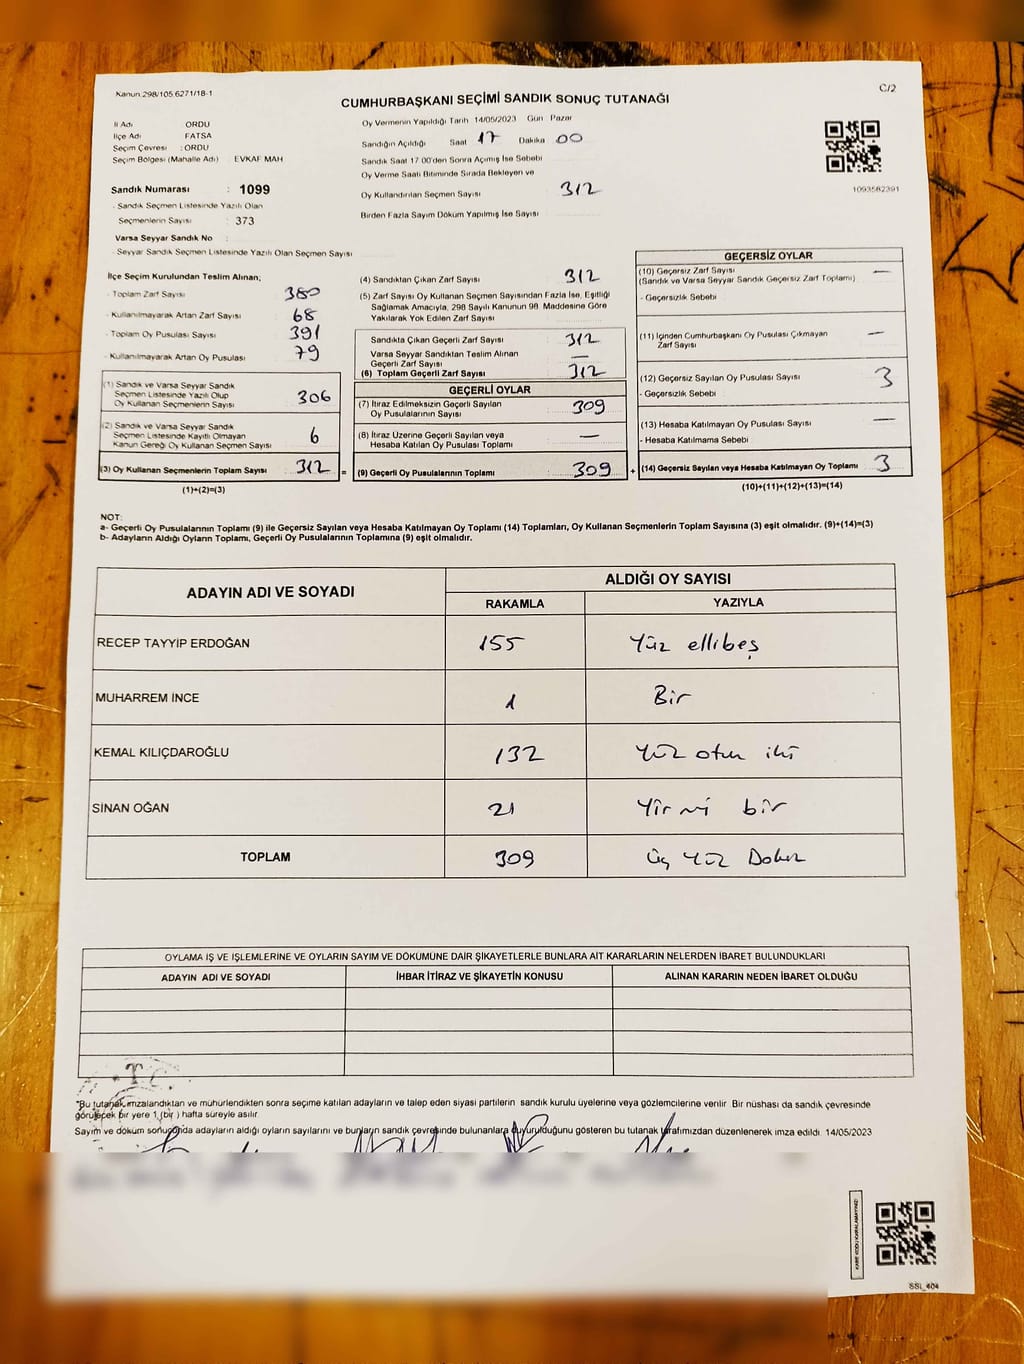 Kanun:298/105.6271/18-1
C/2
CUMHURBAŞKANI SEÇİMİ SANDIK SONUÇ TUTANAĞI
İl Adı ORDU
İlçe Adı FATSA
Seçim Çevresi : ORDU
Seçim Bölgesi (Mahalle Adı) : EVKAF MAH
Sandık Numarası : 1099
- Sandık Seçmen Listesinde Yazılı Olan
Seçmenlerin Sayısı : 373
Varsa Seyyar Sandık No :
- Seyyar Sandık Seçmen Listesinde Yazılı Olan Seçmen Sayısı
Oy Vermenin Yapıldığı Tarih 14/05/2023 Gün Pazar
Sandığın Açıldığı Saat 17 Dakika 00
Sandık Saat 17:00'den Sonra Açımış İse Sebebi
Oy Verme Saati Bitiminde Sırada Bekleyen ve
Oy Kullandırılan Seçmen Sayısı 312
Birden Fazla Sayım Döküm Yapılmış İse Sayısı
1093582391
İlçe Seçim Kurulundan Teslim Alınan;
- Toplam Zarf Sayısı 380
- Kullanılmayarak Artan Zarf Sayısı 68
- Toplam Oy Pusulası Sayısı 391
- Kullanılmayarak Artan Oy Pusulası 79
(1) Sandık ve Varsa Seyyar Sandık
Seçmen Listesinde Yazılı Olup
Oy Kullanan Seçmenlerin Sayısı 306
(2) Sandık ve Varsa Seyyar Sandık
Seçmen Listesinde Kayıtlı Olmayan
Kanun Gereği Oy Kullanan Seçmen Sayısı 6
(3) Oy Kullanan Seçmenlerin Toplam Sayısı 312 =
(1)+(2)=(3)
(4) Sandıktan Çıkan Zarf Sayısı 312
(5) Zarf Sayısı Oy Kullanan Seçmen Sayısından Fazla İse, Eşitliği
Sağlamak Amacıyla, 298 Sayılı Kanunun 98. Maddesine Göre
Yakılarak Yok Edilen Zarf Sayısı
Sandıkta Çıkan Geçerli Zarf Sayısı 312
Varsa Seyyar Sandıktan Teslim Alınan
Geçerli Zarf Sayısı —
(6) Toplam Geçerli Zarf Sayısı 312
GEÇERLİ OYLAR
(7) İtiraz Edilmeksizin Geçerli Sayılan
Oy Pusulalarının Sayısı 309
(8) İtiraz Üzerine Geçerli Sayılan veya
Hesaba Katılan Oy Pusulası Toplamı —
(9) Geçerli Oy Pusulalarının Toplamı 309 +
GEÇERSİZ OYLAR
(10) Geçersiz Zarf Sayısı —
(Sandık ve Varsa Seyyar Sandık Geçersiz Zarf Toplamı)
- Geçersizlik Sebebi
(11) İçinden Cumhurbaşkanı Oy Pusulası Çıkmayan
Zarf Sayısı —
(12) Geçersiz Sayılan Oy Pusulası Sayısı 3
- Geçersizlik Sebebi
(13) Hesaba Katılmayan Oy Pusulası Sayısı —
- Hesaba Katılmama Sebebi
(14) Geçersiz Sayılan veya Hesaba Katılmayan Oy Toplamı 3
(10)+(11)+(12)+(13)=(14)
NOT:
a- Geçerli Oy Pusulalarının Toplamı (9) ile Geçersiz Sayılan veya Hesaba Katılmayan Oy Toplamı (14) Toplamları, Oy Kullanan Seçmenlerin Toplam Sayısına (3) eşit olmalıdır. (9)+(14)=(3)
b- Adayların Aldığı Oyların Toplamı, Geçerli Oy Pusulalarının Toplamına (9) eşit olmalıdır.
ADAYIN ADI VE SOYADI ALDIĞI OY SAYISI
RAKAMLA YAZIYLA
RECEP TAYYİP ERDOĞAN 155 Yüz ellibeş
MUHARREM İNCE 1 Bir
KEMAL KILIÇDAROĞLU 132 Yüz otuz iki
SİNAN OĞAN 21 Yirmi bir
TOPLAM 309 Üç Yüz Dokuz
OYLAMA İŞ VE İŞLEMLERİNE VE OYLARIN SAYIM VE DÖKÜMÜNE DAİR ŞİKAYETLERLE BUNLARA AİT KARARLARIN NELERDEN İBARET BULUNDUKLARI
ADAYIN ADI VE SOYADI İHBAR İTİRAZ VE ŞİKAYETİN KONUSU ALINAN KARARIN NEDEN İBARET OLDUĞU
T.C.
"Bu tutanak imzalandıktan ve mühürlendikten sonra seçime katılan adayların ve talep eden siyasi partilerin sandık kurulu üyelerine veya gözlemcilerine verilir. Bir nüshası da sandık çevresinde
görülecek bir yere 1 (bir) hafta süreyle asılır.
Sayım ve döküm sonucunda adayların aldığı oyların sayılarını ve bunların sandık çevresinde bulunanlara duyurulduğunu gösteren bu tutanak tarafımızdan düzenlenerek imza edildi. 14/05/2023
KARE KODU KARALAMAYINIZ!
SSI_404